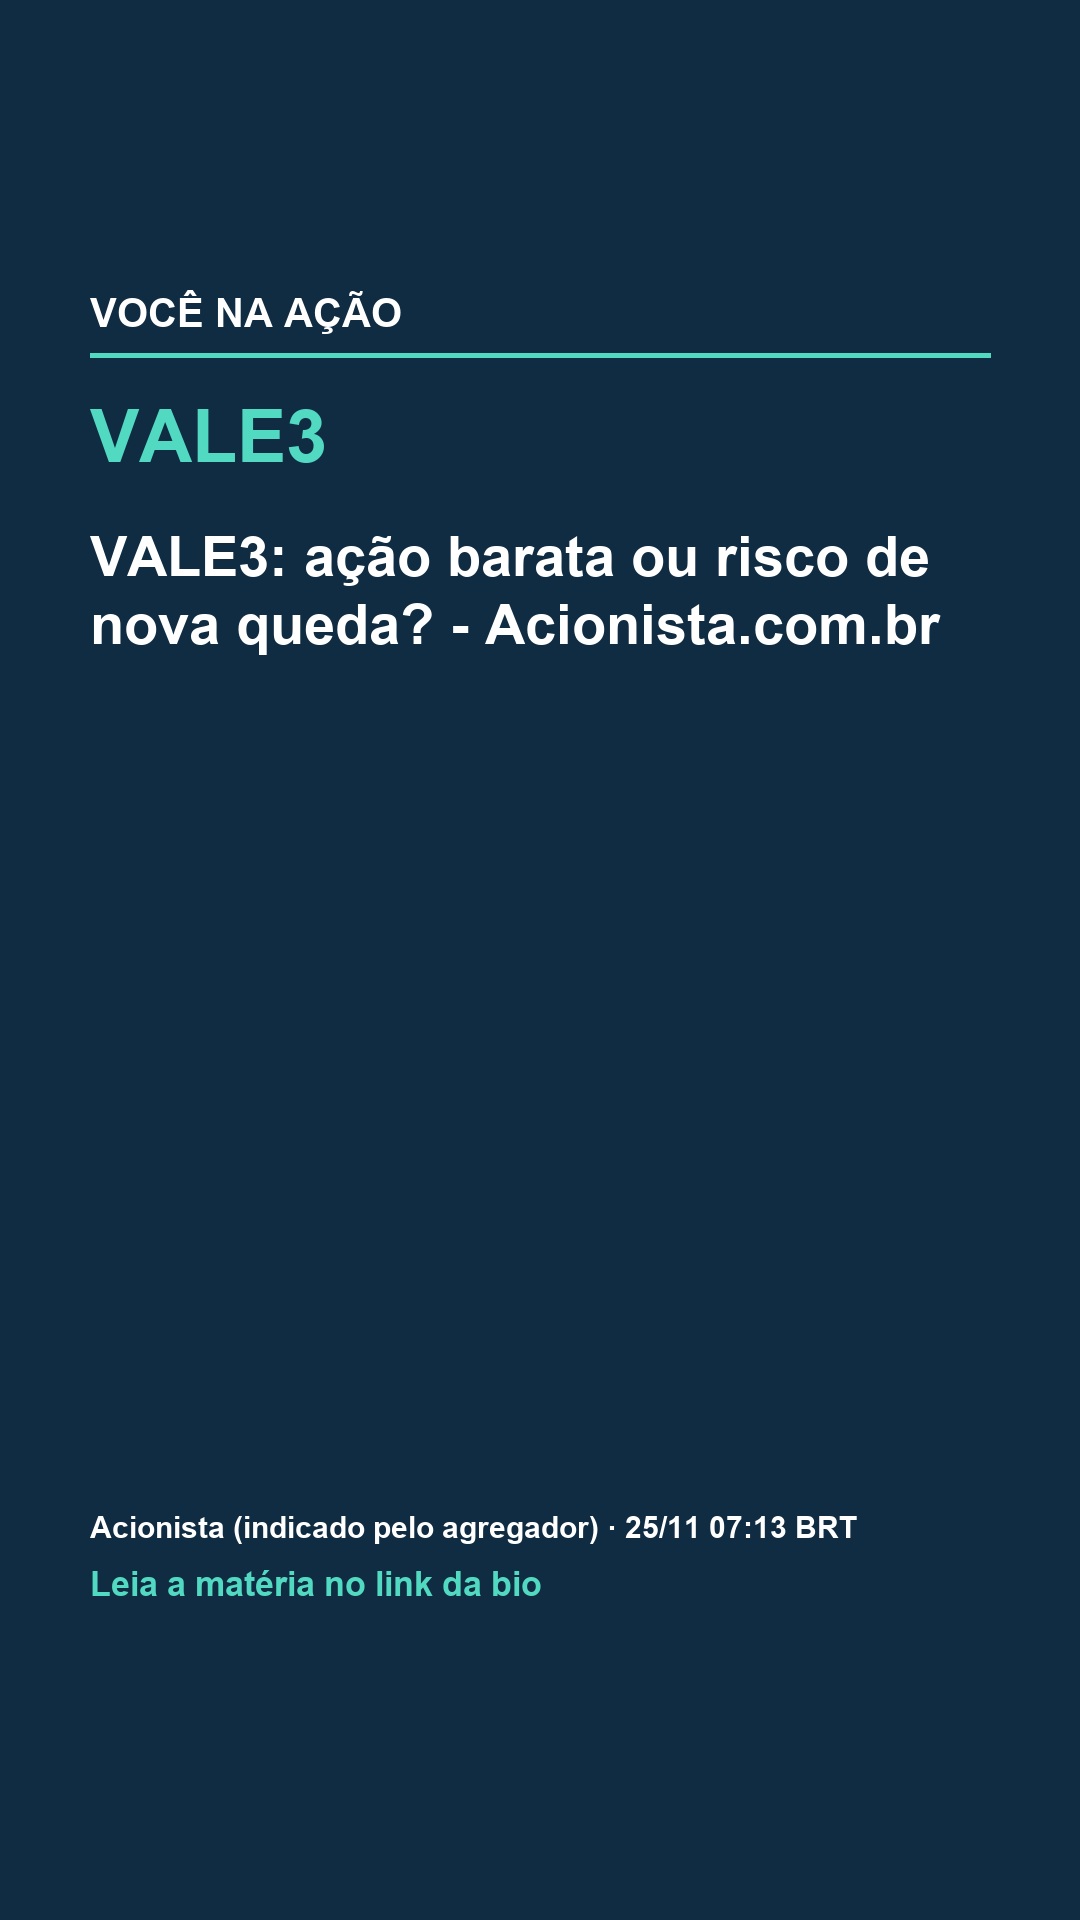 VOCÊ NA AÇÃO
VALE3
VALE3: ação barata ou risco de
nova queda? - Acionista.com.br
Acionista (indicado pelo agregador) · 25/11 07:13 BRT
Leia a matéria no link da bio